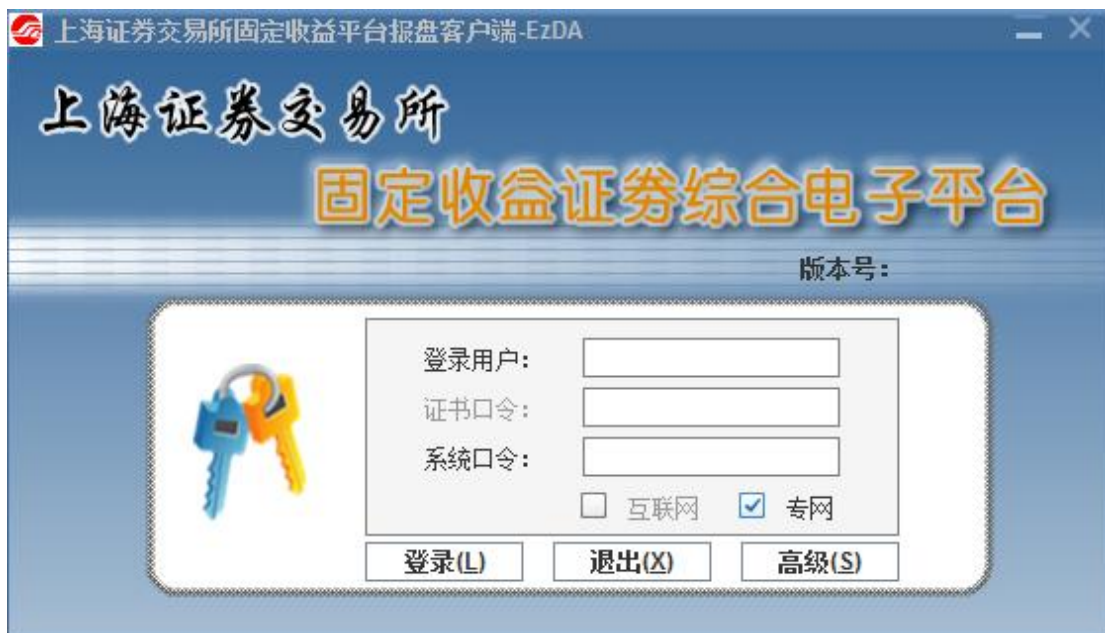 上海证券交易所固定收益平台报盘客户端-EzDA
上海证券交易所
固定收益证券综合电子平台
版本号:
登录用户:
证书口令:
系统口令:
互联网 专网
登录(L) 退出(X) 高级(S)